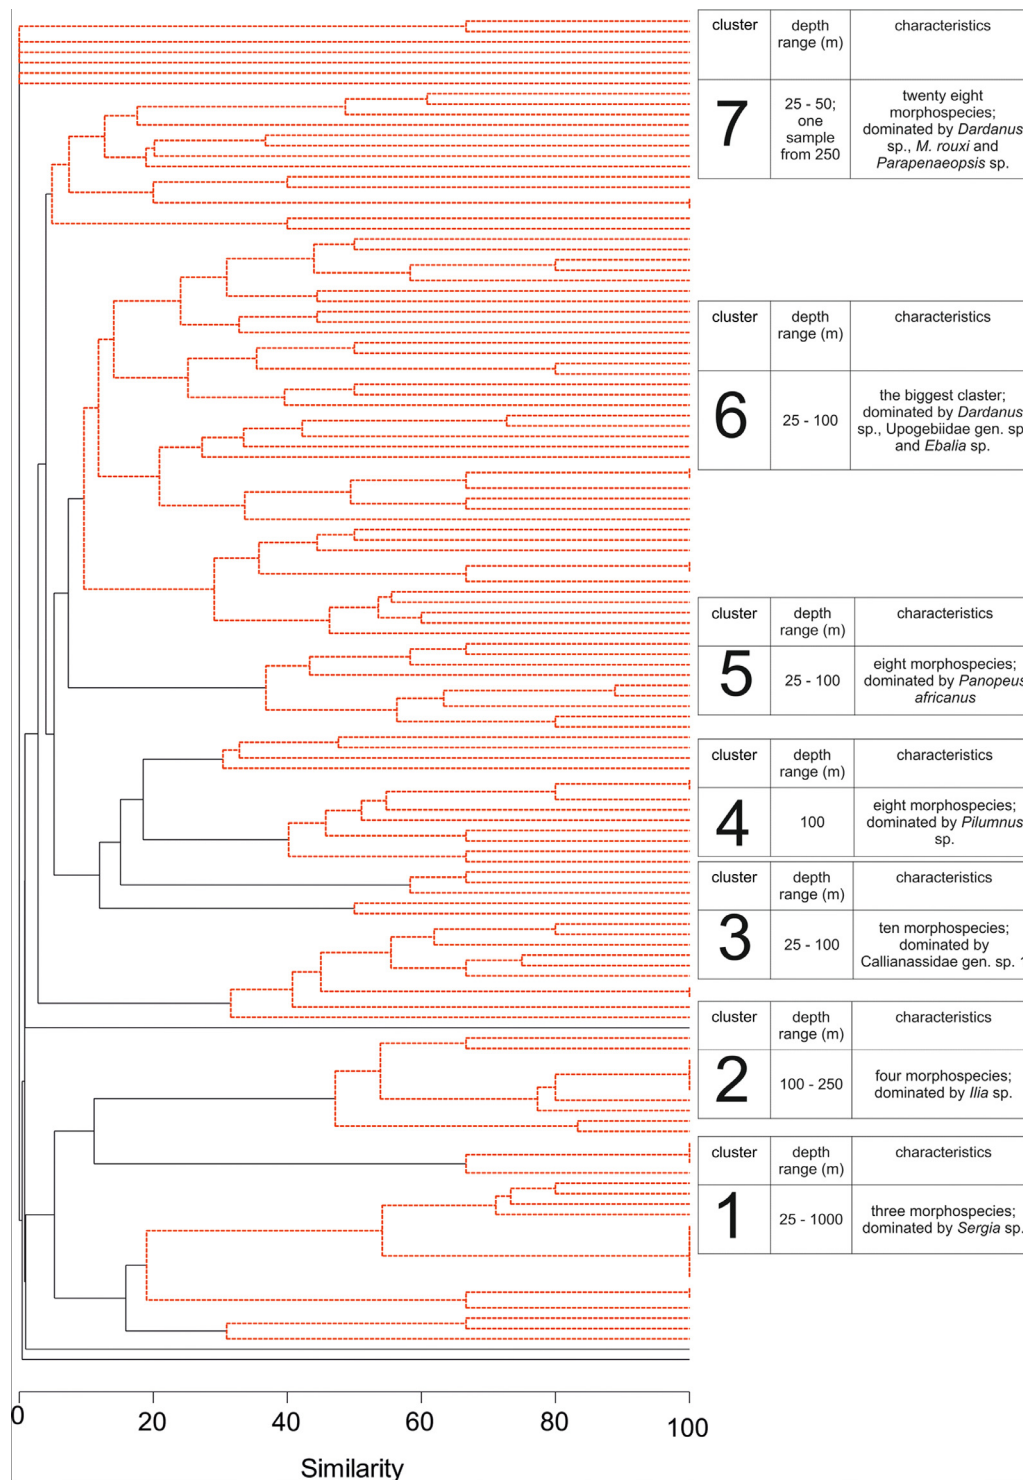 cluster
depth
range (m)
characteristics
7
25 - 50;
one
sample
from 250
twenty eight
morphospecies;
dominated by Dardanus
sp., M. rouxi and
Parapenaeopsis sp.
cluster
depth
range (m)
characteristics
6
25 - 100
the biggest claster;
dominated by Dardanus
sp., Upogebiidae gen. sp
and Ebalia sp.
cluster
depth
range (m)
characteristics
5
25 - 100
eight morphospecies;
dominated by Panopeus
africanus
cluster
depth
range (m)
characteristics
4
100
eight morphospecies;
dominated by Pilumnus
sp.
cluster
depth
range (m)
characteristics
3
25 - 100
ten morphospecies;
dominated by
Callianassidae gen. sp. 1
cluster
depth
range (m)
characteristics
2
100 - 250
four morphospecies;
dominated by Ilia sp.
cluster
depth
range (m)
characteristics
1
25 - 1000
three morphospecies;
dominated by Sergia sp.
0 20 40 60 80 100
Similarity